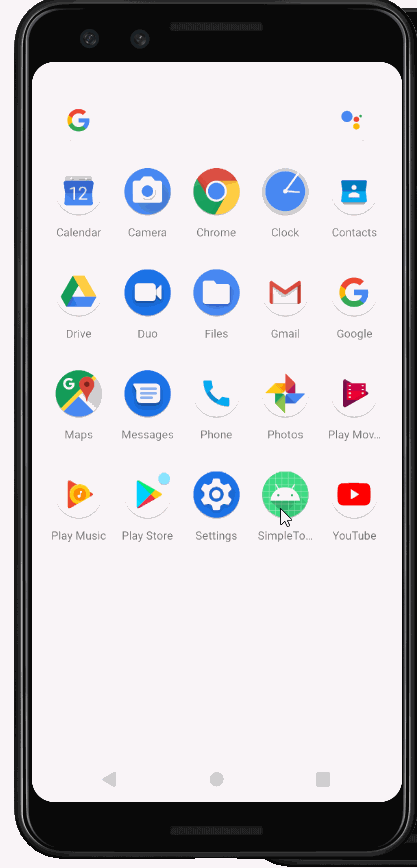 G
12
Calendar Camera Chrome Clock Contacts
Drive Duo Files Gmail Google
G
Maps Messages Phone Photos Play Mov...
Play Music Play Store Settings SimpleTo... YouTube